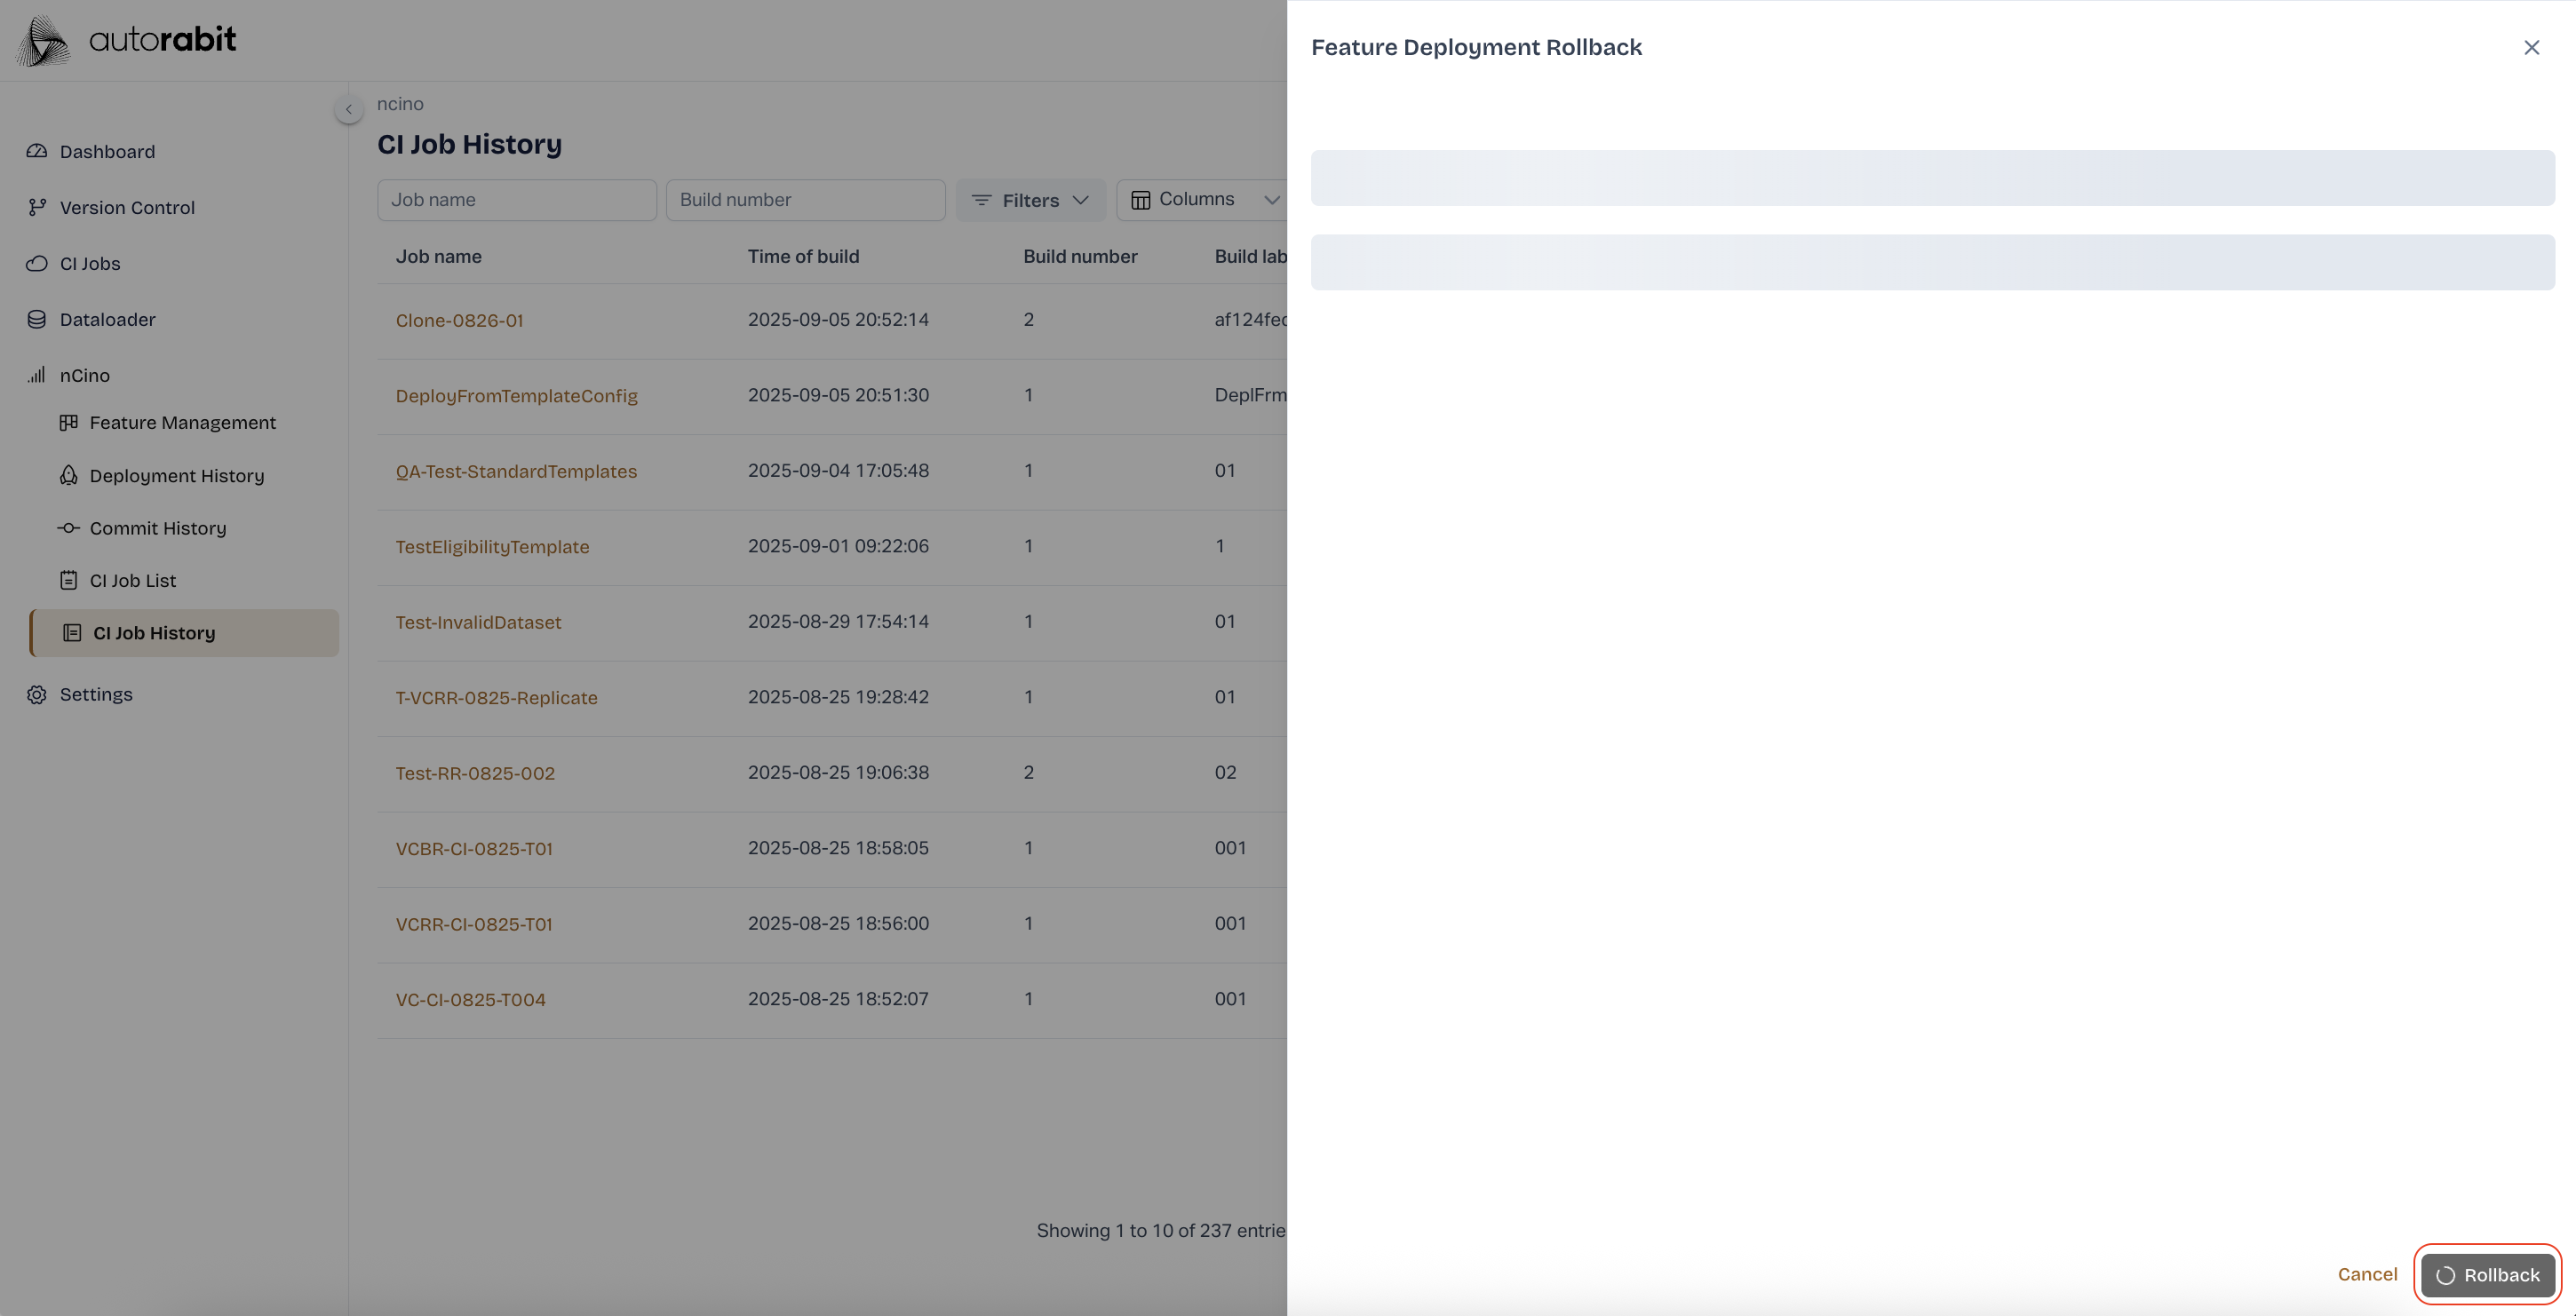 autorabit
Dashboard
Version Control
CI Jobs
Dataloader
nCino
Feature Management
Deployment History
Commit History
CI Job List
CI Job History
Settings
ncino
CI Job History
Job name
Build number
Filters
Columns
Job name Time of build Build number Build lab
Clone-0826-01 2025-09-05 20:52:14 2 af124fec
DeployFromTemplateConfig 2025-09-05 20:51:30 1 DeplFrm
QA-Test-StandardTemplates 2025-09-04 17:05:48 1 01
TestEligibilityTemplate 2025-09-01 09:22:06 1 1
Test-InvalidDataset 2025-08-29 17:54:14 1 01
T-VCRR-0825-Replicate 2025-08-25 19:28:42 1 01
Test-RR-0825-002 2025-08-25 19:06:38 2 02
VCBR-CI-0825-T01 2025-08-25 18:58:05 1 001
VCRR-CI-0825-T01 2025-08-25 18:56:00 1 001
VC-CI-0825-T004 2025-08-25 18:52:07 1 001
Showing 1 to 10 of 237 entrie
Feature Deployment Rollback
Cancel
Rollback